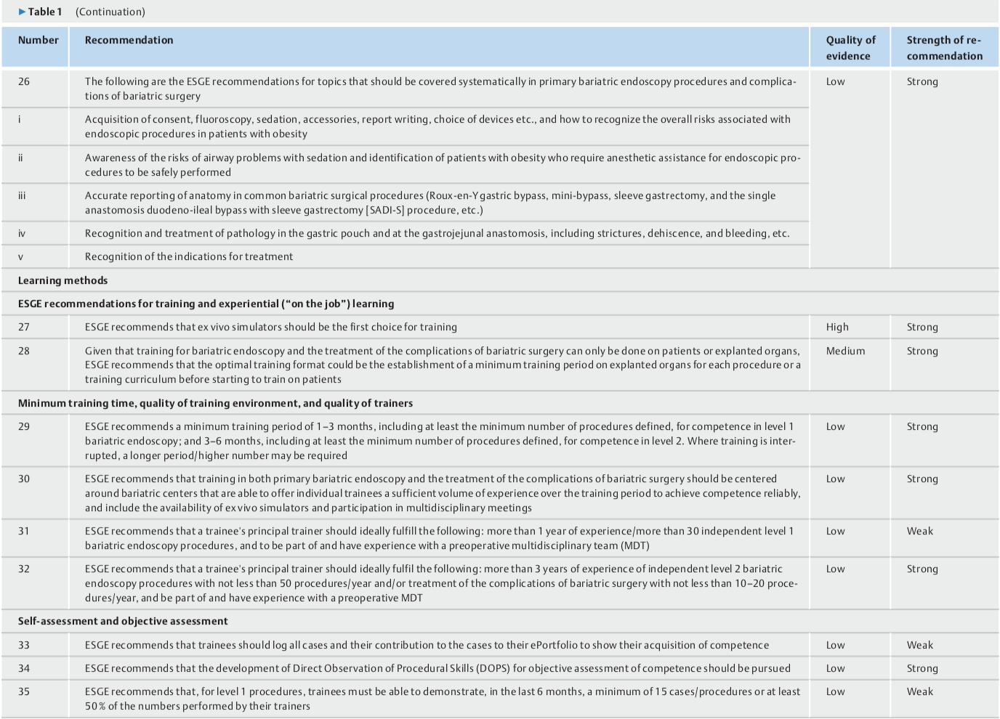 ▶ Table 1 (Continuation)
Number Recommendation Quality of evidence Strength of re-commendation
26 The following are the ESGE recommendations for topics that should be covered systematically in primary bariatric endoscopy procedures and complica- Low Strong
tions of bariatric surgery
i Acquisition of consent, fluoroscopy, sedation, accessories, report writing, choice of devices etc., and how to recognize the overall risks associated with
endoscopic procedures in patients with obesity
ii Awareness of the risks of airway problems with sedation and identification of patients with obesity who require anesthetic assistance for endoscopic pro-
cedures to be safely performed
iii Accurate reporting of anatomy in common bariatric surgical procedures (Roux-en-Y gastric bypass, mini-bypass, sleeve gastrectomy, and the single
anastomosis duodeno-ileal bypass with sleeve gastrectomy [SADI-S] procedure, etc.)
iv Recognition and treatment of pathology in the gastric pouch and at the gastrojejunal anastomosis, including strictures, dehiscence, and bleeding, etc.
v Recognition of the indications for treatment
Learning methods
ESGE recommendations for training and experiential (“on the job”) learning
27 ESGE recommends that ex vivo simulators should be the first choice for training High Strong
28 Given that training for bariatric endoscopy and the treatment of the complications of bariatric surgery can only be done on patients or explanted organs, Medium Strong
ESGE recommends that the optimal training format could be the establishment of a minimum training period on explanted organs for each procedure or a
training curriculum before starting to train on patients
Minimum training time, quality of training environment, and quality of trainers
29 ESGE recommends a minimum training period of 1–3 months, including at least the minimum number of procedures defined, for competence in level 1 Low Strong
bariatric endoscopy; and 3–6 months, including at least the minimum number of procedures defined, for competence in level 2. Where training is inter-
rupted, a longer period/higher number may be required
30 ESGE recommends that training in both primary bariatric endoscopy and the treatment of the complications of bariatric surgery should be centered Low Strong
around bariatric centers that are able to offer individual trainees a sufficient volume of experience over the training period to achieve competence reliably,
and include the availability of ex vivo simulators and participation in multidisciplinary meetings
31 ESGE recommends that a trainee's principal trainer should ideally fulfill the following: more than 1 year of experience/more than 30 independent level 1 Low Weak
bariatric endoscopy procedures, and to be part of and have experience with a preoperative multidisciplinary team (MDT)
32 ESGE recommends that a trainee's principal trainer should ideally fulfil the following: more than 3 years of experience of independent level 2 bariatric Low Strong
endoscopy procedures with not less than 50 procedures/year and/or treatment of the complications of bariatric surgery with not less than 10–20 proce-
dures/year, and be part of and have experience with a preoperative MDT
Self-assessment and objective assessment
33 ESGE recommends that trainees should log all cases and their contribution to the cases to their ePortfolio to show their acquisition of competence Low Weak
34 ESGE recommends that the development of Direct Observation of Procedural Skills (DOPS) for objective assessment of competence should be pursued Low Strong
35 ESGE recommends that, for level 1 procedures, trainees must be able to demonstrate, in the last 6 months, a minimum of 15 cases/procedures or at least Low Weak
50 % of the numbers performed by their trainers